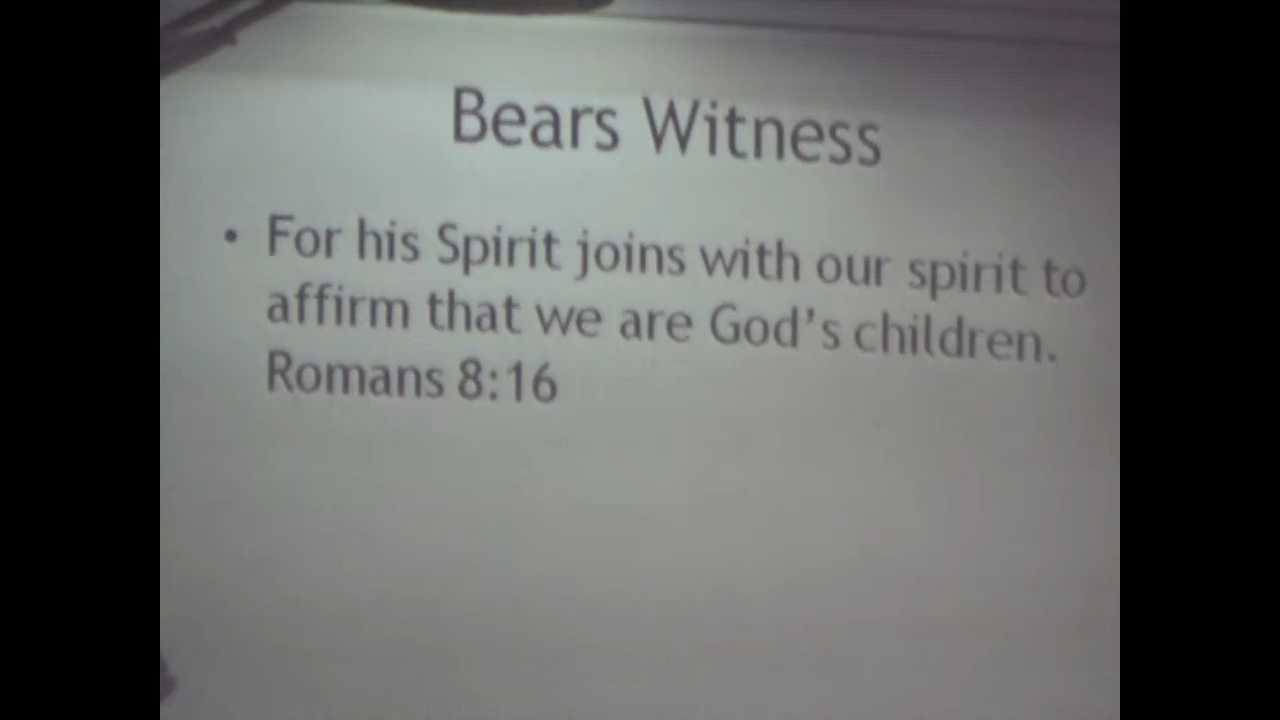 Bears Witness
• For his Spirit joins with our spirit to
affirm that we are God’s children.
Romans 8:16